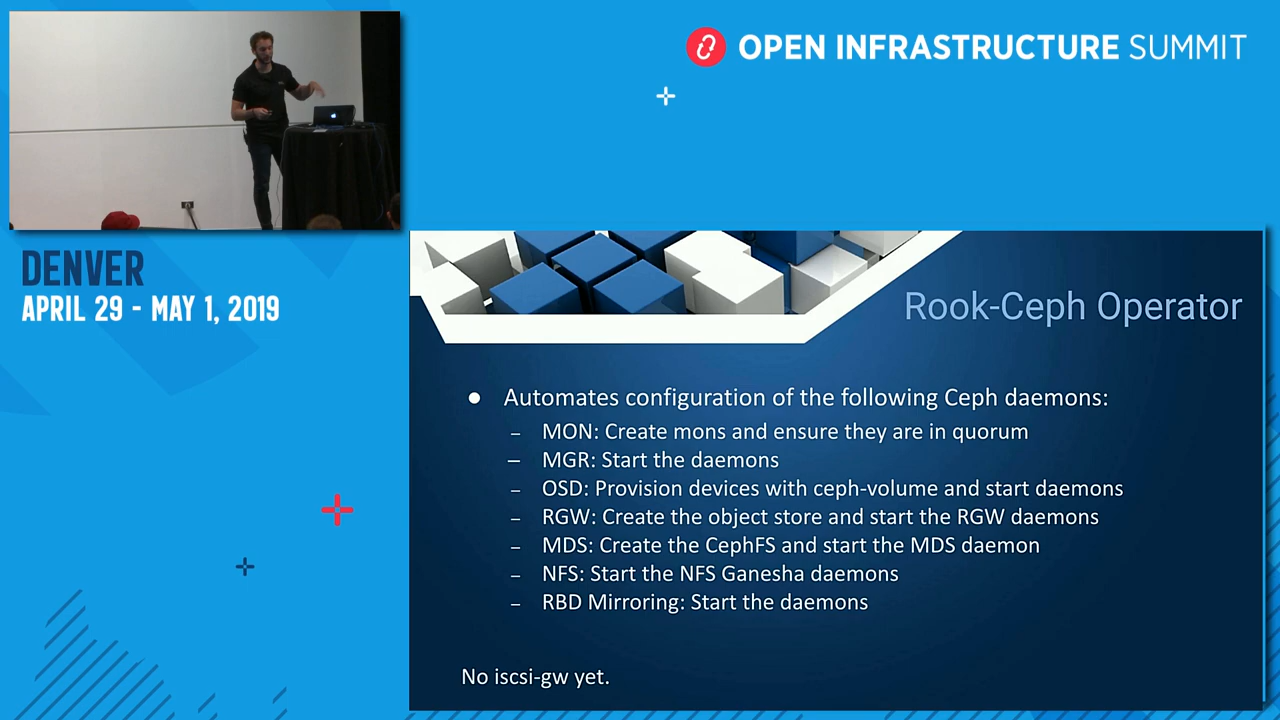 OPEN INFRASTRUCTURE SUMMIT
DENVER
APRIL 29 - MAY 1, 2019
Rook-Ceph Operator
● Automates configuration of the following Ceph daemons:
– MON: Create mons and ensure they are in quorum
– MGR: Start the daemons
– OSD: Provision devices with ceph-volume and start daemons
– RGW: Create the object store and start the RGW daemons
– MDS: Create the CephFS and start the MDS daemon
– NFS: Start the NFS Ganesha daemons
– RBD Mirroring: Start the daemons
No iscsi-gw yet.